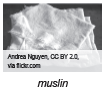 Andrea Nguyen, CC BY 2.0,
via flickr.com
muslin